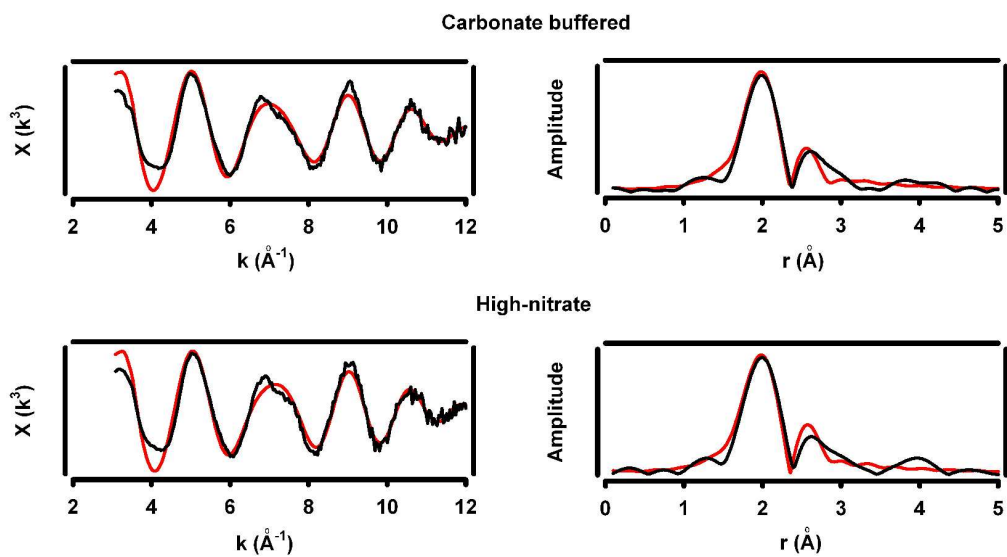 Carbonate buffered
X (k³)
2 4 6 8 10 12
k (Å⁻¹)
Amplitude
0 1 2 3 4 5
r (Å)
High-nitrate
X (k³)
2 4 6 8 10 12
k (Å⁻¹)
Amplitude
0 1 2 3 4 5
r (Å)